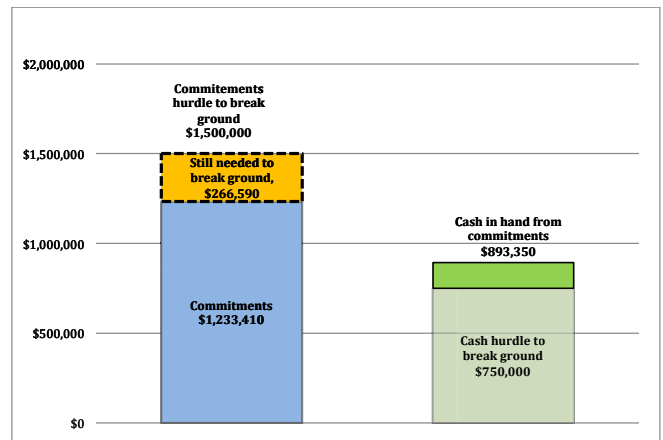 $2,000,000
Commitements
hurdle to break
ground
$1,500,000
$1,500,000
Still needed to
break ground,
$266,590
Cash in hand from
commitments
$893,350
$1,000,000
Commitments
$1,233,410
$500,000
Cash hurdle to
break ground
$750,000
$0